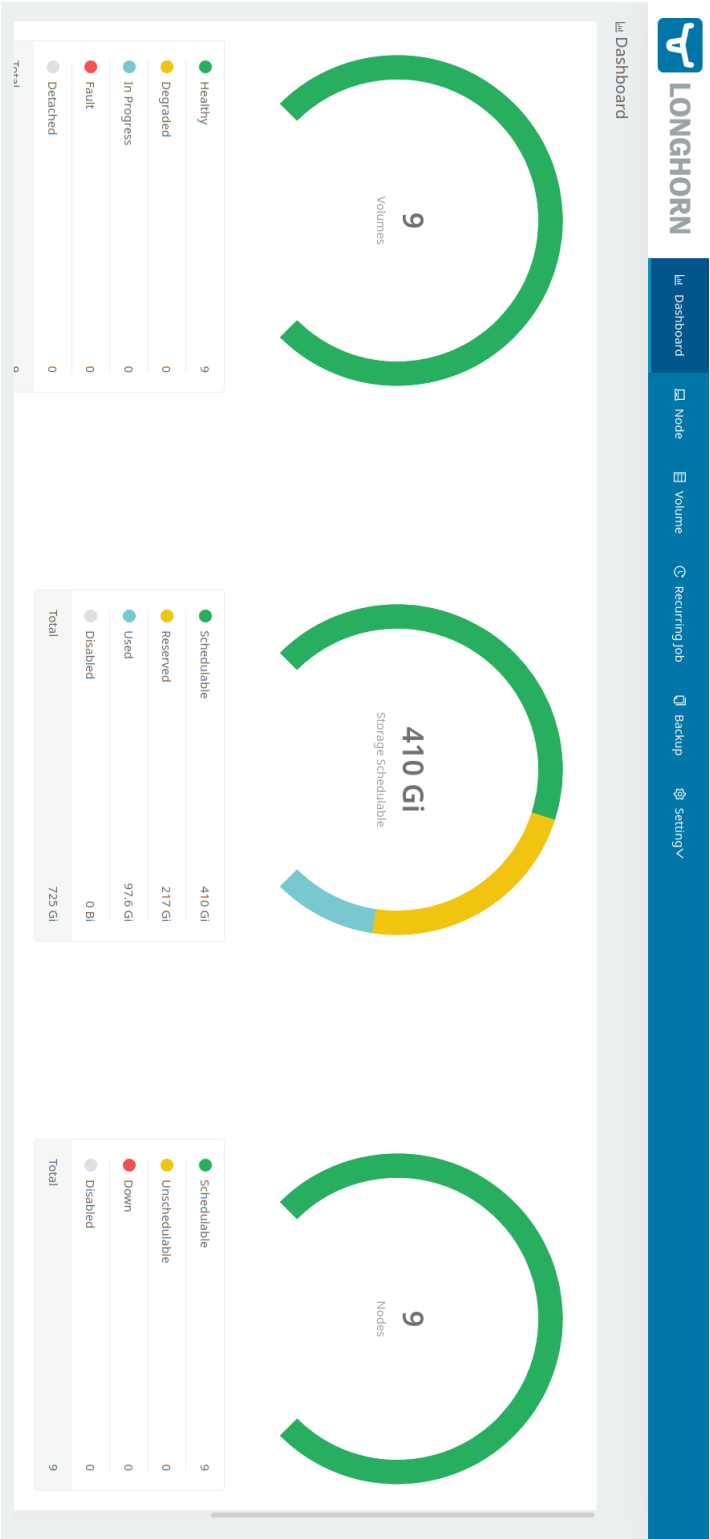 LONGHORN
Dashboard
Node
Volume
Recurring Job
Backup
Setting
Dashboard
9
Volumes
Healthy 9
Degraded 0
In Progress 0
Fault 0
Detached 0
Total 9
410 Gi
Storage Schedulable
Schedulable 410 Gi
Reserved 217 Gi
Used 97.6 Gi
Disabled 0 Bi
Total 725 Gi
9
Nodes
Schedulable 9
Unschedulable 0
Down 0
Disabled 0
Total 9